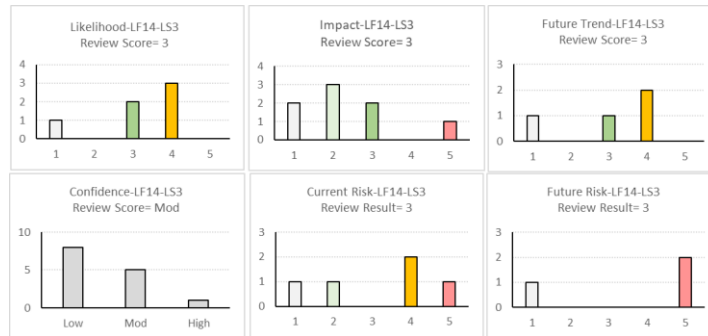 Likelihood-LF14-LS3
Review Score= 3
4
3
2
1
0
1 2 3 4 5
Impact-LF14-LS3
Review Score= 3
4
3
2
1
0
1 2 3 4 5
Future Trend-LF14-LS3
Review Score= 3
3
2
1
0
1 2 3 4 5
Confidence-LF14-LS3
Review Score= Mod
10
5
0
Low Mod High
Current Risk-LF14-LS3
Review Result= 3
3
2
1
0
1 2 3 4 5
Future Risk-LF14-LS3
Review Result= 3
3
2
1
0
1 2 3 4 5